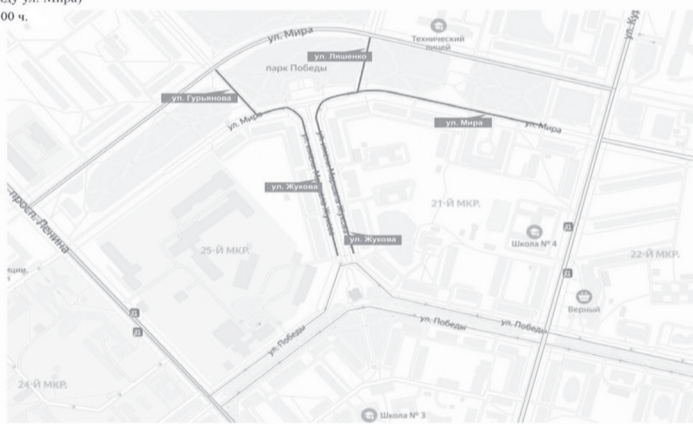 ду ул. Мира)
00 ч.
ул. Мира
Технический
лицей
ул. Ляшенко
парк Победы
ул. Гурьянова
ул. Мира
ул. Мира
ул. Мира
ул. Жукова
21-Й МКР.
ул. Жукова
Школа № 4
просп. Ленина
25-Й МКР.
22-Й МКР.
Верный
ул. Победы
ул. Победы
ул. Победы
24-Й МКР.
Школа № 3